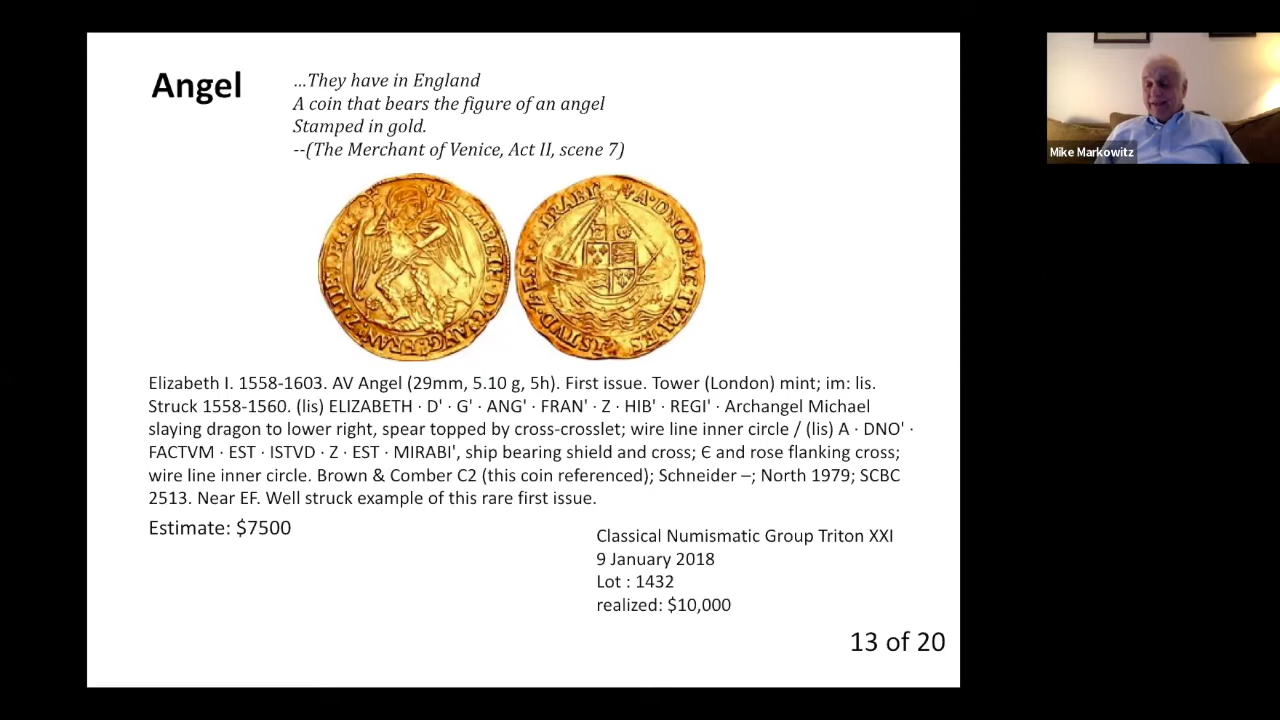 Angel
...They have in England
A coin that bears the figure of an angel
Stamped in gold.
--(The Merchant of Venice, Act II, scene 7)
Elizabeth I. 1558-1603. AV Angel (29mm, 5.10 g, 5h). First issue. Tower (London) mint; im: lis.
Struck 1558-1560. (lis) ELIZABETH · D' · G' · ANG' · FRAN' · Z · HIB' · REGI' · Archangel Michael
slaying dragon to lower right, spear topped by cross-crosslet; wire line inner circle / (lis) A · DNO' ·
FACTVM · EST · ISTVD · Z · EST · MIRABI', ship bearing shield and cross; Є and rose flanking cross;
wire line inner circle. Brown & Comber C2 (this coin referenced); Schneider –; North 1979; SCBC
2513. Near EF. Well struck example of this rare first issue.
Estimate: $7500
Classical Numismatic Group Triton XXI
9 January 2018
Lot : 1432
realized: $10,000
13 of 20
Mike Markowitz